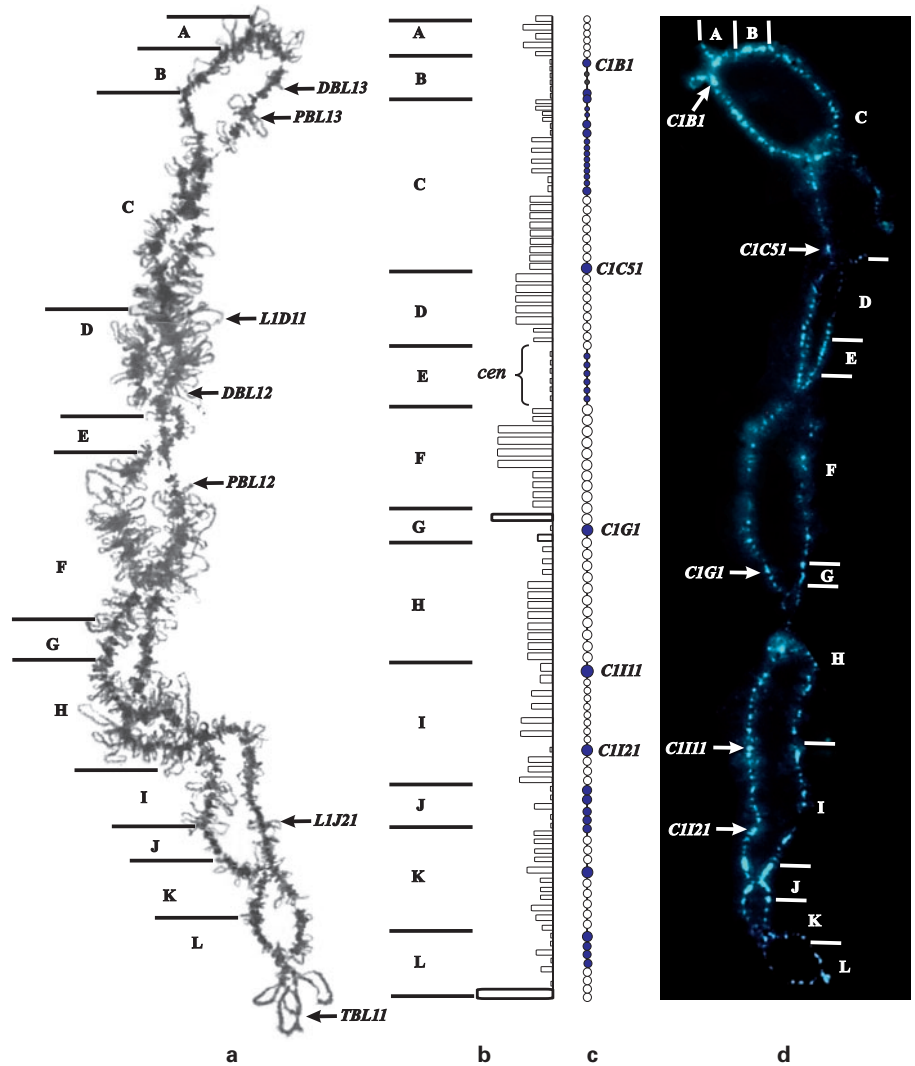 A
B
DBL13
PBL13
C
L1D11
D
DBL12
E
PBL12
F
G
H
I
L1J21
J
K
L
TBL11
a
A
B
C
D
cen
E
F
G
H
I
J
K
L
b
C1B1
C1C51
C1G1
C1I11
C1I21
c
A B
C1B1
C
C1C51
D
E
F
C1G1
G
H
C1I11
I
C1I21
J
K
L
d